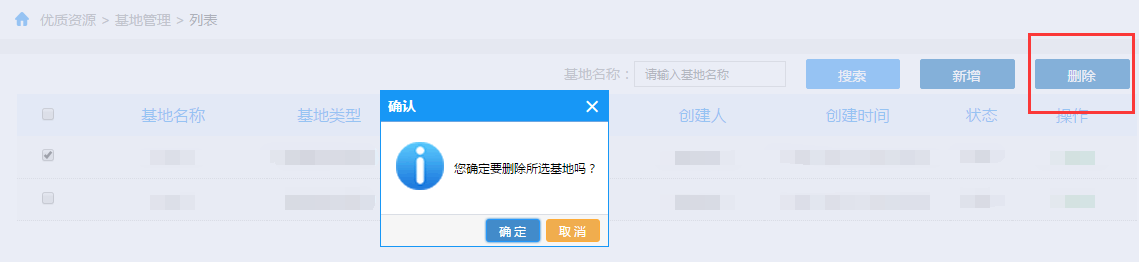 优质资源 > 基地管理 > 列表
基地名称： 请输入基地名称 搜索 新增 删除
基地名称 基地类型 创建人 创建时间 状态 操作
确认
您确定要删除所选基地吗？
确定 取消